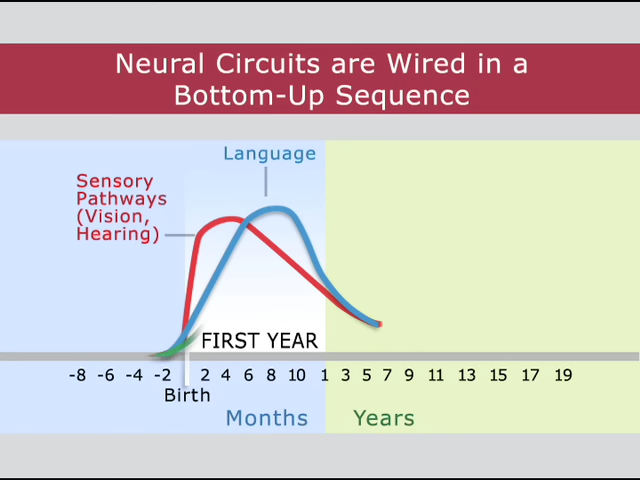 Neural Circuits are Wired in a
Bottom-Up Sequence
Language
Sensory
Pathways
(Vision,
Hearing)
FIRST YEAR
-8 -6 -4 -2 2 4 6 8 10 1 3 5 7 9 11 13 15 17 19
Birth
Months Years